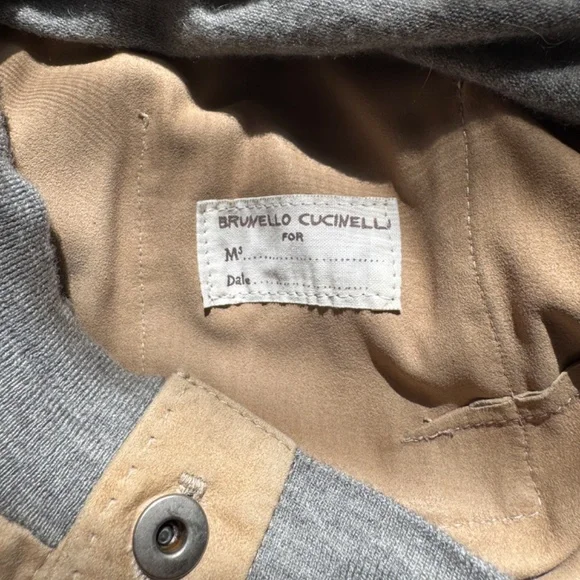 BRUNELLO CUCINELLI
FOR
Ms.......................
Date.......................